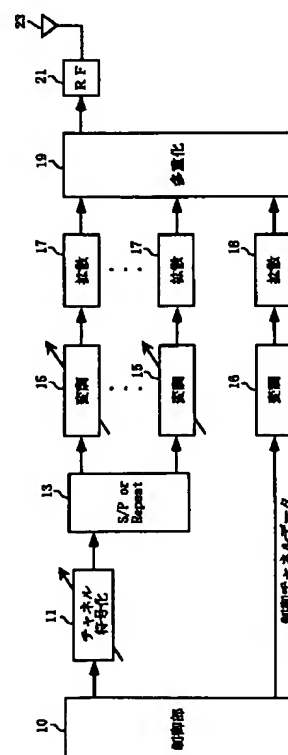 10
制御部
11
チャネル
符号化
13
S/P or
Repeat
15
変調
15
変調
17
拡散
17
拡散
16
変調
18
拡散
19
多重化
21
RF
23
制御チャネルデータ